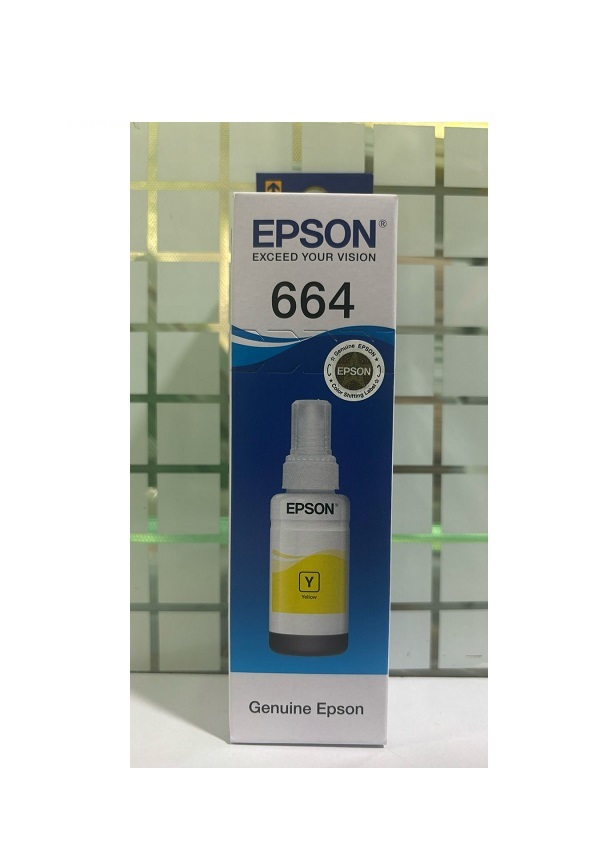 EPSON®
EXCEED YOUR VISION
664
Genuine EPSON
EPSON
Color Shifting Label
EPSON
Y
Yellow
Genuine Epson